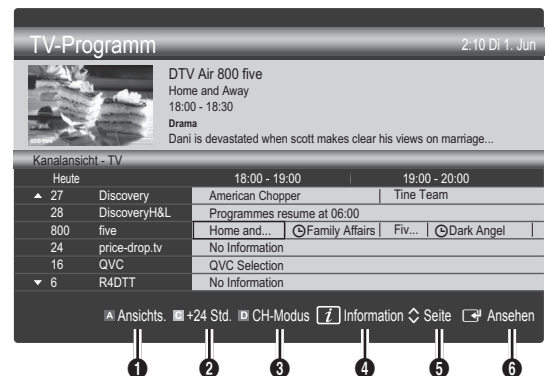 TV-Programm 2:10 Di 1. Jun
DTV Air 800 five
Home and Away
18:00 - 18:30
Drama
Dani is devastated when scott makes clear his views on marriage...
800 five
Kanalansicht - TV
Heute 18:00 - 19:00 19:00 - 20:00
▲ 27 Discovery American Chopper Tine Team
28 DiscoveryH&L Programmes resume at 06:00
800 five Home and... Family Affairs Fiv... Dark Angel
24 price-drop.tv No Information
16 QVC QVC Selection
▼ 6 R4DTT No Information
A Ansichts. C +24 Std. D CH-Modus i Information Seite Ansehen
1 2 3 4 5 6